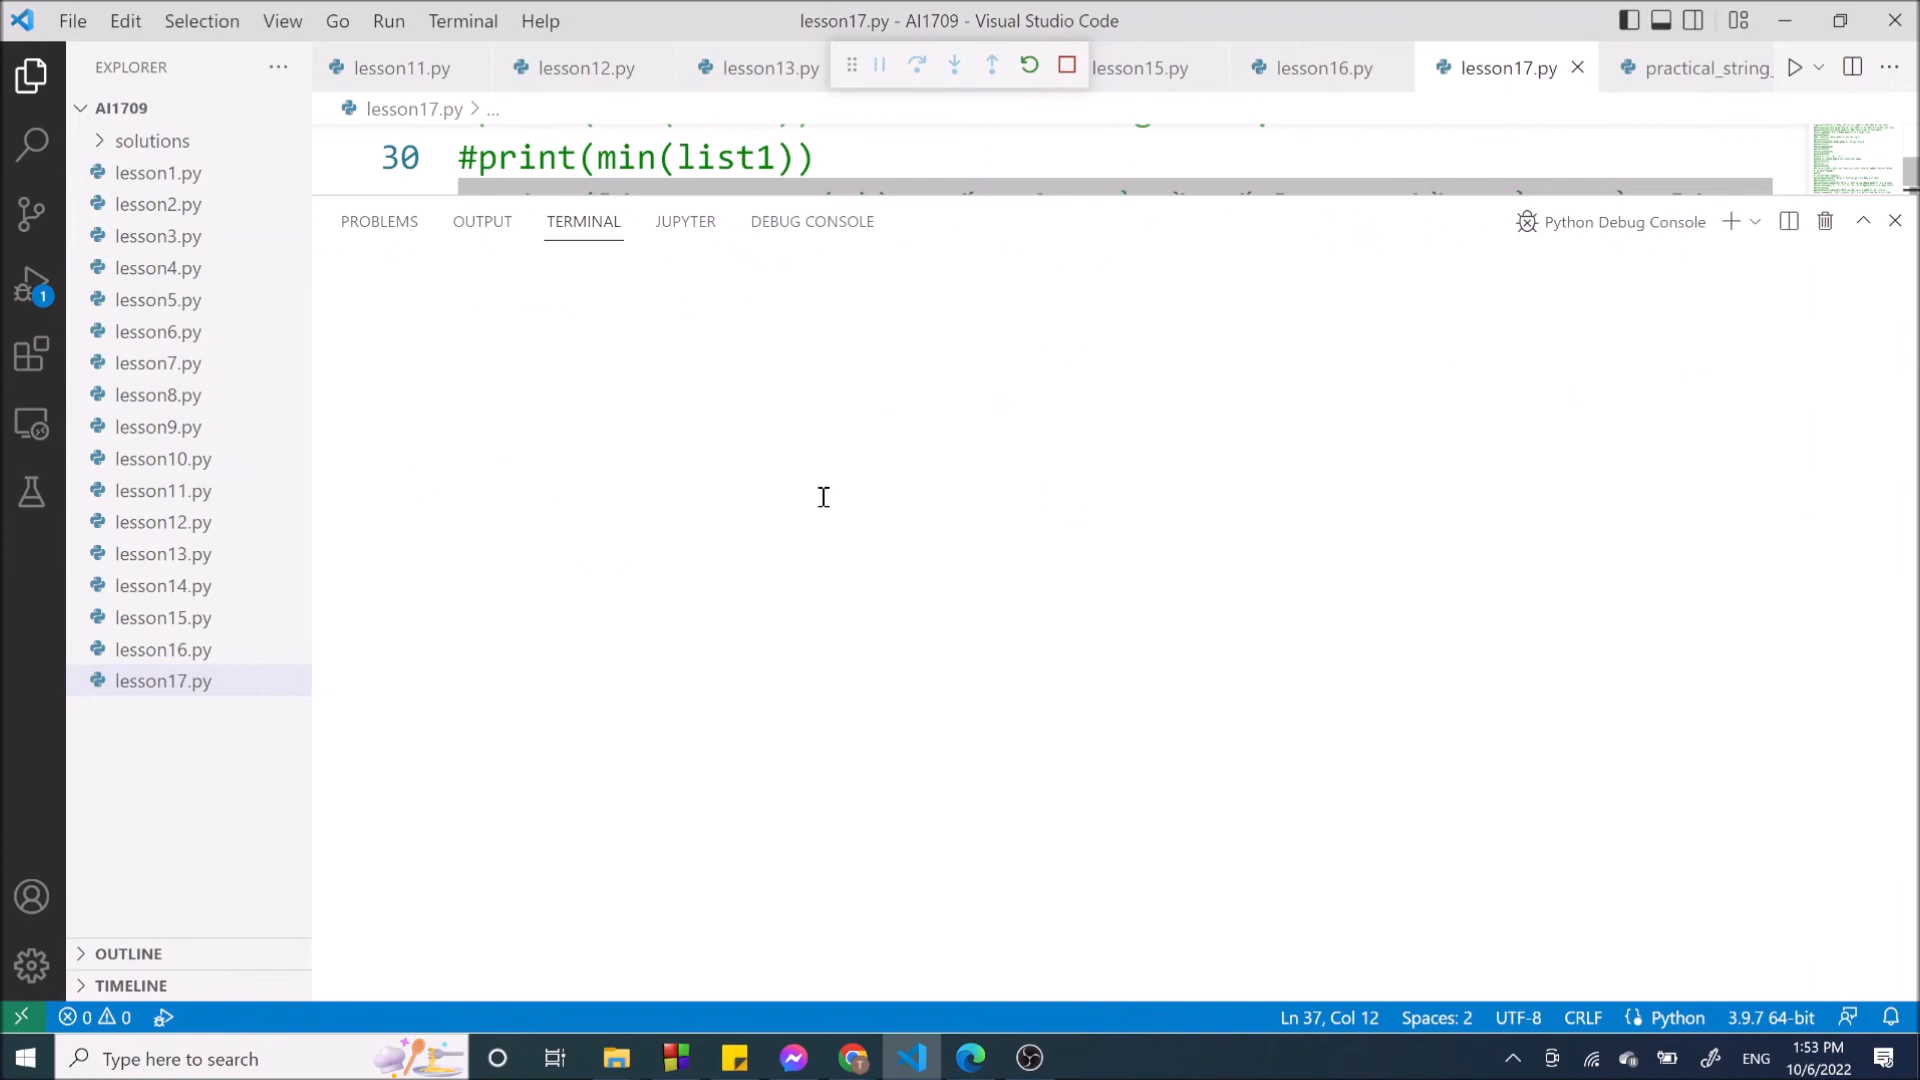 File Edit Selection View Go Run Terminal Help
lesson17.py - AI1709 - Visual Studio Code
EXPLORER
lesson11.py
lesson12.py
lesson13.py
lesson15.py
lesson16.py
lesson17.py
practical_string_
AI1709
lesson17.py > ...
solutions
30 #print(min(list1))
lesson1.py
lesson2.py
lesson3.py
lesson4.py
lesson5.py
lesson6.py
lesson7.py
lesson8.py
lesson9.py
lesson10.py
lesson11.py
lesson12.py
lesson13.py
lesson14.py
lesson15.py
lesson16.py
lesson17.py
PROBLEMS OUTPUT TERMINAL JUPYTER DEBUG CONSOLE
Python Debug Console
1
OUTLINE
TIMELINE
0 0
Ln 37, Col 12 Spaces: 2 UTF-8 CRLF Python 3.9.7 64-bit
Type here to search
T
ENG
1:53 PM
10/6/2022